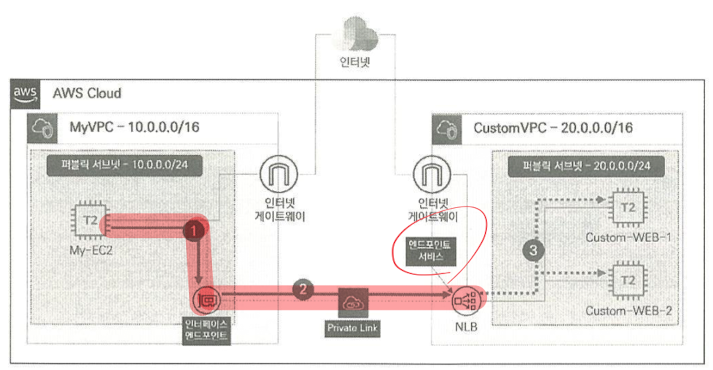 인터넷
aws
AWS Cloud
MyVPC – 10.0.0.0/16
CustomVPC – 20.0.0.0/16
퍼블릭 서브넷 – 10.0.0.0/24
퍼블릭 서브넷 – 20.0.0.0/24
T2
My-EC2
인터넷
게이트웨이
인터넷
게이트웨이
T2
Custom-WEB-1
1
엔드포인트
서비스
3
T2
Custom-WEB-2
2
인터페이스
엔드포인트
Private Link
NLB